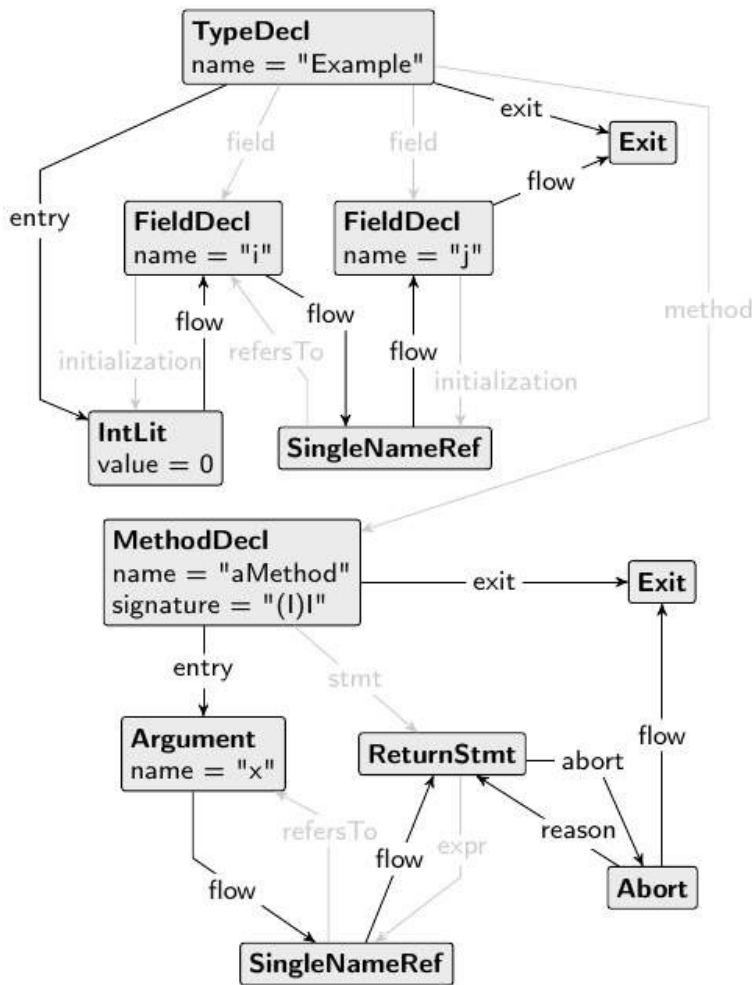 TypeDecl
name = "Example"
exit
Exit
field
field
flow
entry
FieldDecl
name = "i"
FieldDecl
name = "j"
method
flow
flow
refersTo
flow
initialization
initialization
IntLit
value = 0
SingleNameRef
MethodDecl
name = "aMethod"
signature = "(I)I"
exit
Exit
entry
stmt
Argument
name = "x"
ReturnStmt
abort
flow
refersTo
flow
expr
reason
flow
Abort
SingleNameRef